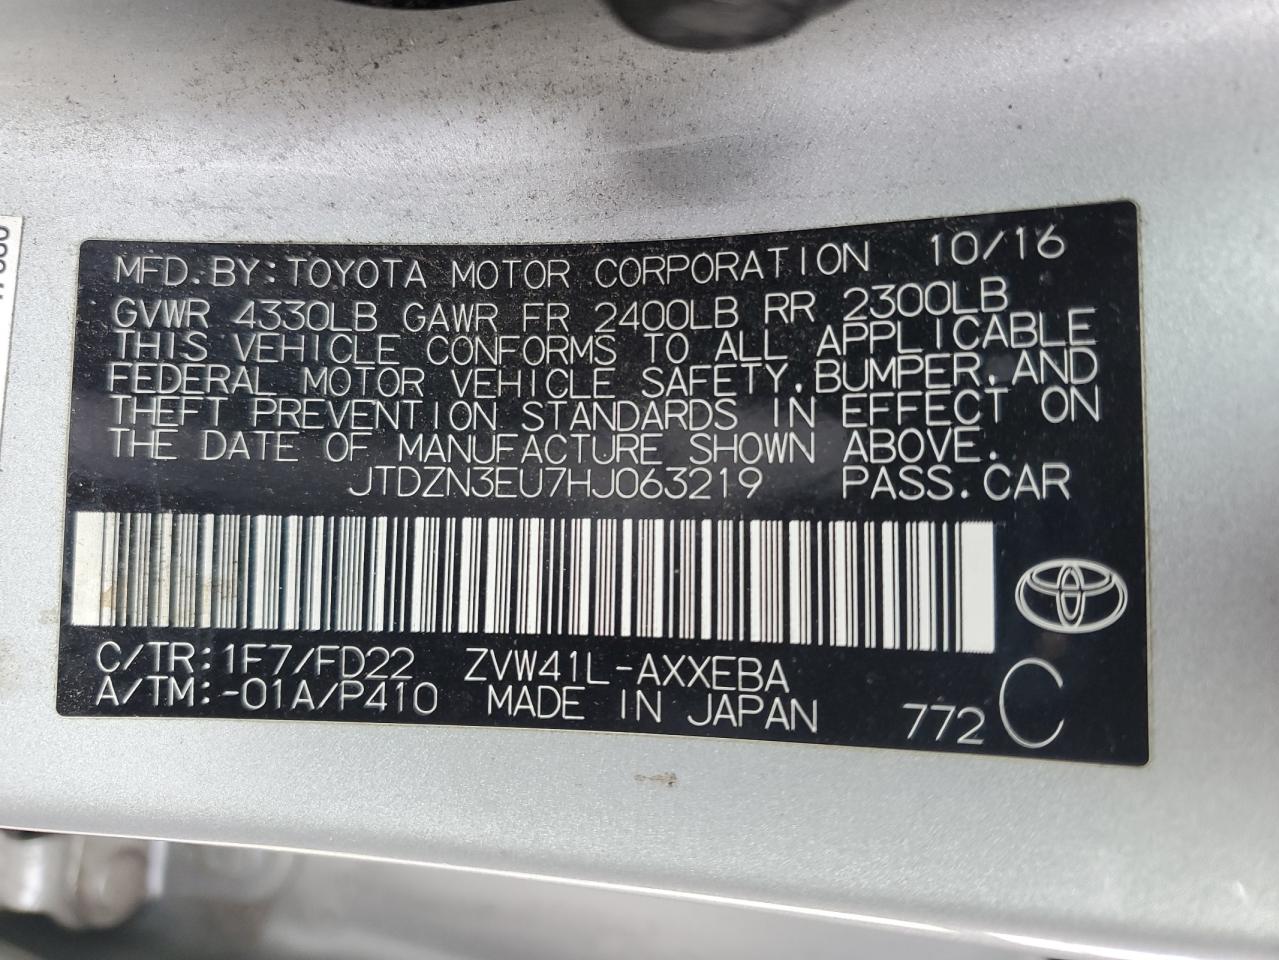 MFD. BY: TOYOTA MOTOR CORPORATION 10/16
GVWR 4330LB GAWR FR 2400LB RR 2300LB
THIS VEHICLE CONFORMS TO ALL APPLICABLE
FEDERAL MOTOR VEHICLE SAFETY, BUMPER, AND
THEFT PREVENTION STANDARDS IN EFFECT ON
THE DATE OF MANUFACTURE SHOWN ABOVE.
JTDZN3EU7HJ063219 PASS. CAR
C/TR: 1F7/FD22 ZVW41L-AXXEBA
A/TM: -01A/P410 MADE IN JAPAN 772 C